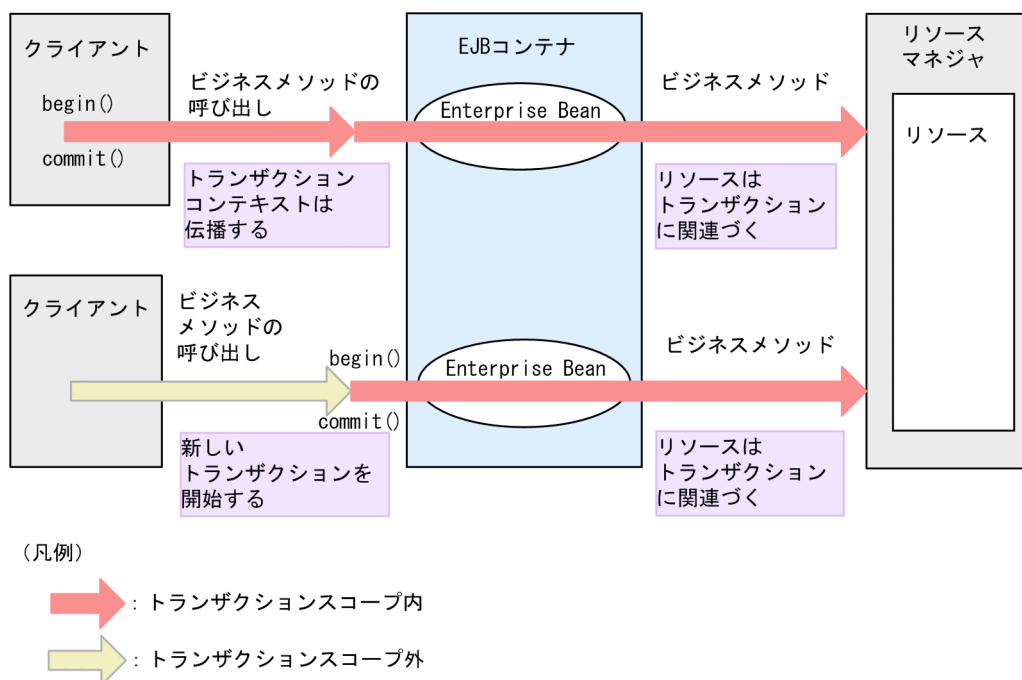 クライアント
begin()
commit()
ビジネスメソッドの
呼び出し
トランザクション
コンテキストは
伝播する
EJBコンテナ
Enterprise Bean
ビジネスメソッド
リソースは
トランザクション
に関連づく
リソース
マネジャ
リソース
クライアント
ビジネス
メソッドの
呼び出し
begin()
commit()
新しい
トランザクションを
開始する
Enterprise Bean
ビジネスメソッド
リソースは
トランザクション
に関連づく
(凡例)
: トランザクションスコープ内
: トランザクションスコープ外